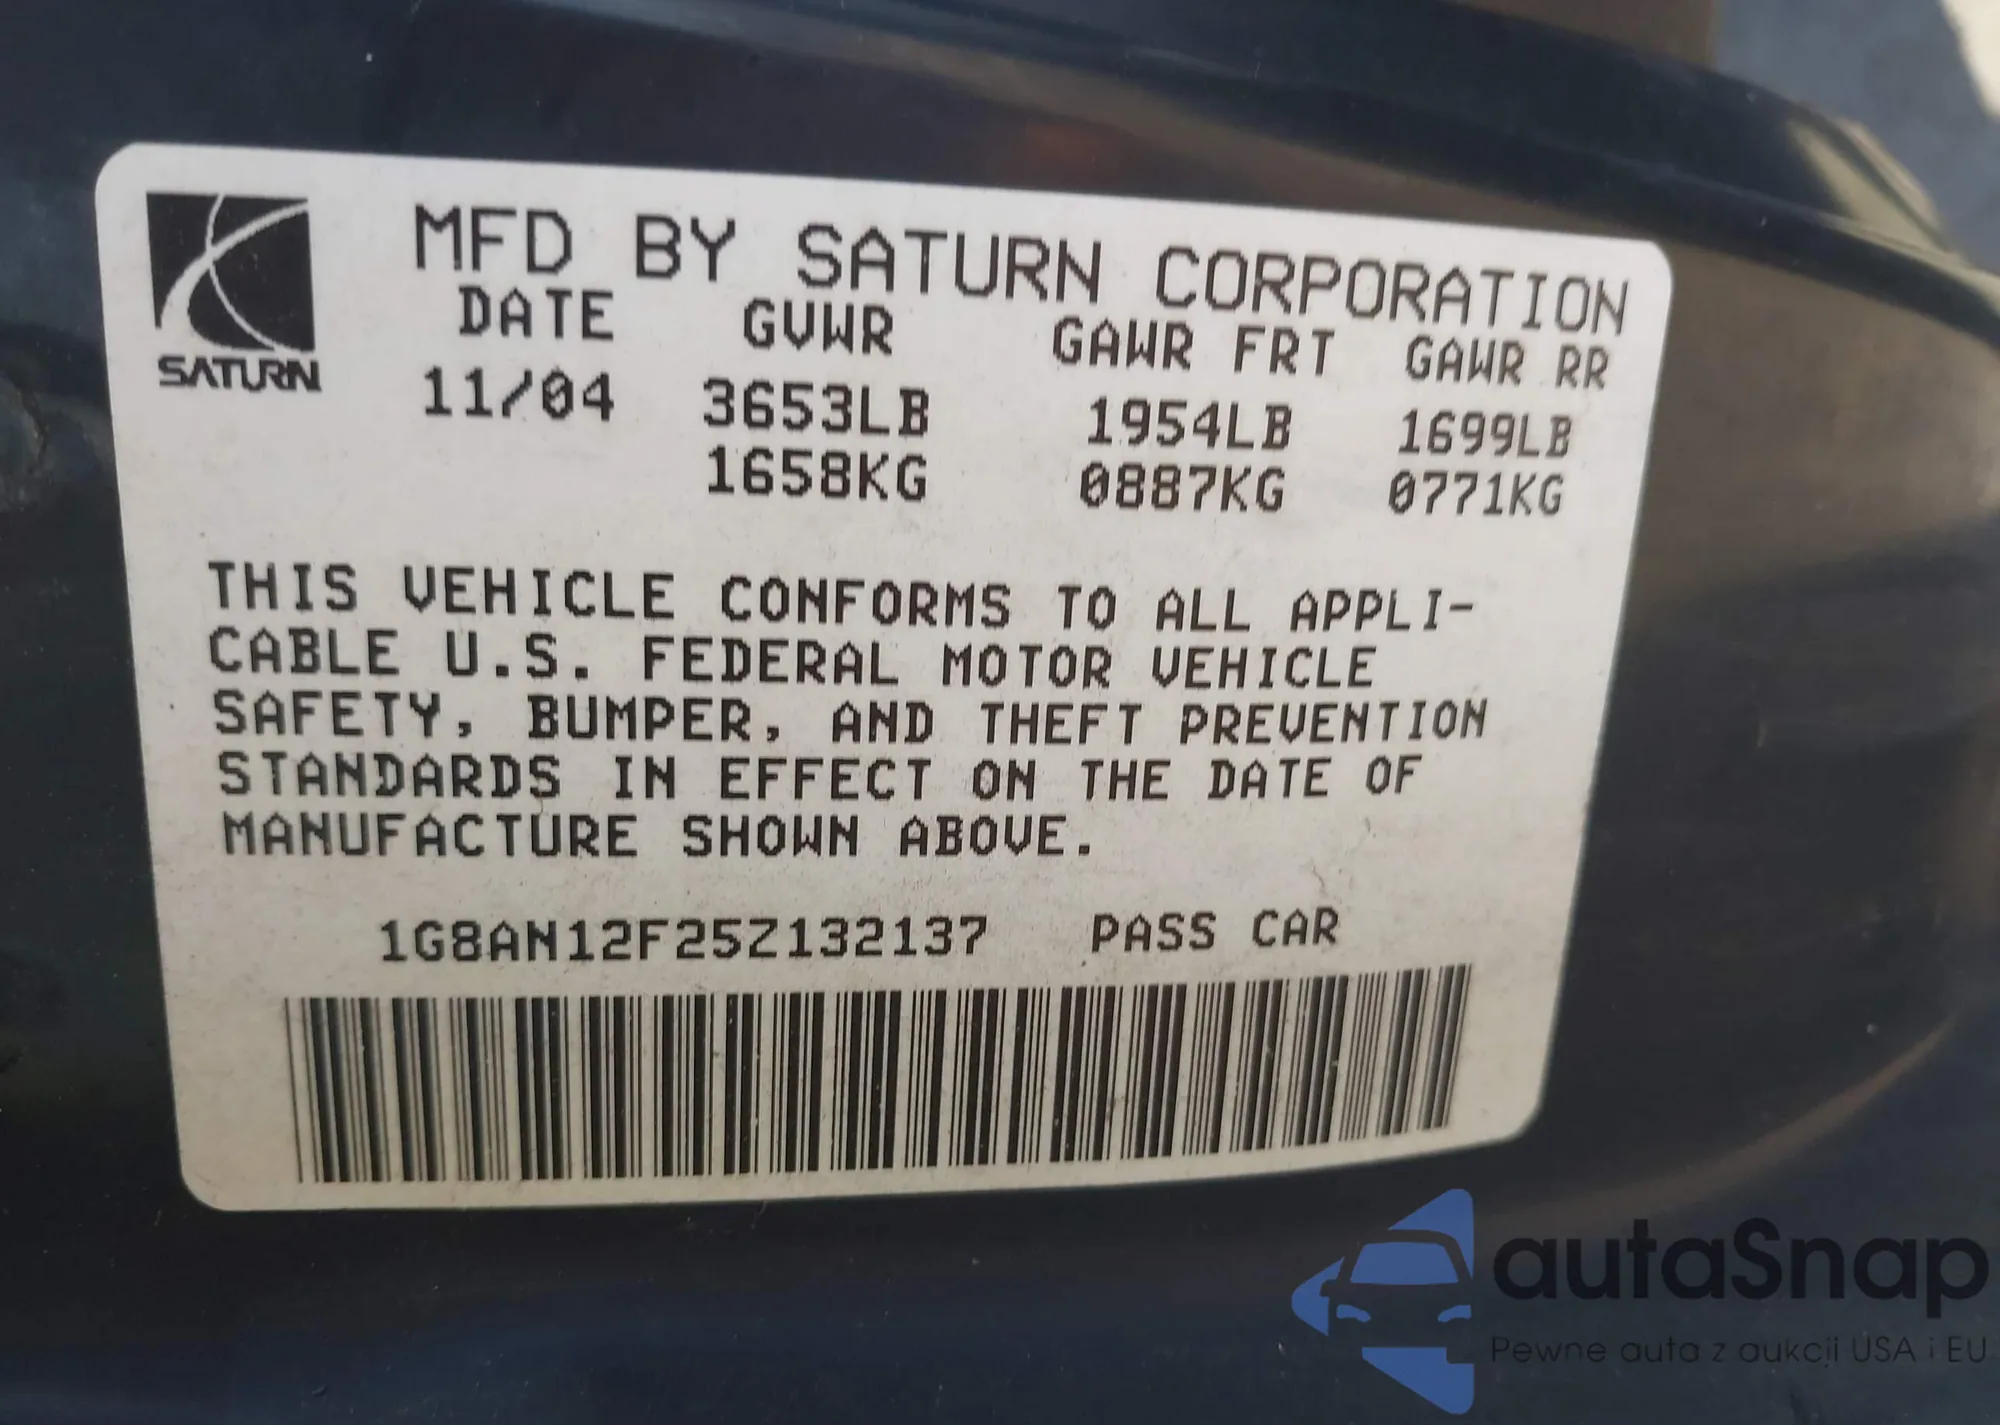 MFD BY SATURN CORPORATION
SATURN
DATE GVWR GAWR FRT GAWR RR
11/04 3653LB 1954LB 1699LB
1658KG 0887KG 0771KG
THIS VEHICLE CONFORMS TO ALL APPLI-
CABLE U.S. FEDERAL MOTOR VEHICLE
SAFETY, BUMPER, AND THEFT PREVENTION
STANDARDS IN EFFECT ON THE DATE OF
MANUFACTURE SHOWN ABOVE.
1G8AN12F25Z132137 PASS CAR
autaSnap
Pewne auta z aukcji USA i EU